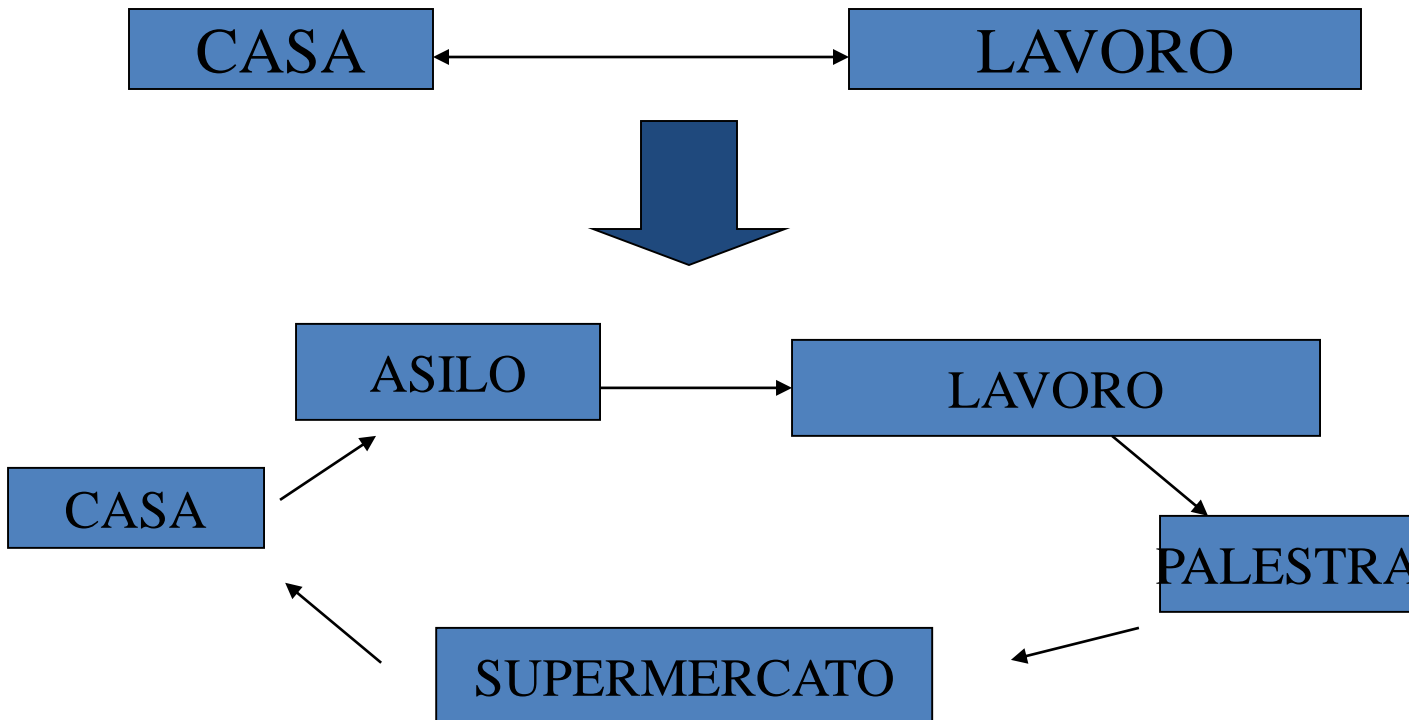 CASA
LAVORO
ASILO
LAVORO
CASA
PALESTRA
SUPERMERCATO